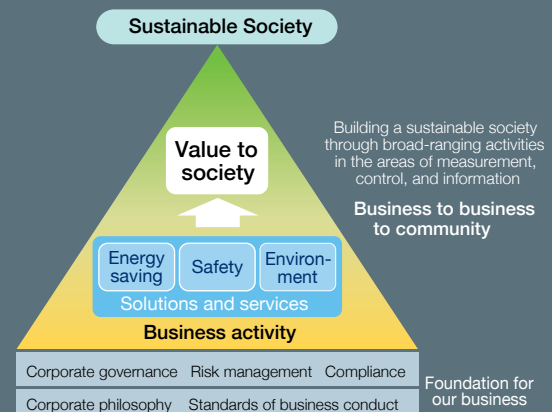 Sustainable Society
Building a sustainable society
through broad-ranging activities
in the areas of measurement,
control, and information
Business to business
to community
Value to
society
Energy
saving
Safety
Environ-
ment
Solutions and services
Business activity
Corporate governance Risk management Compliance
Corporate philosophy Standards of business conduct
Foundation for
our business